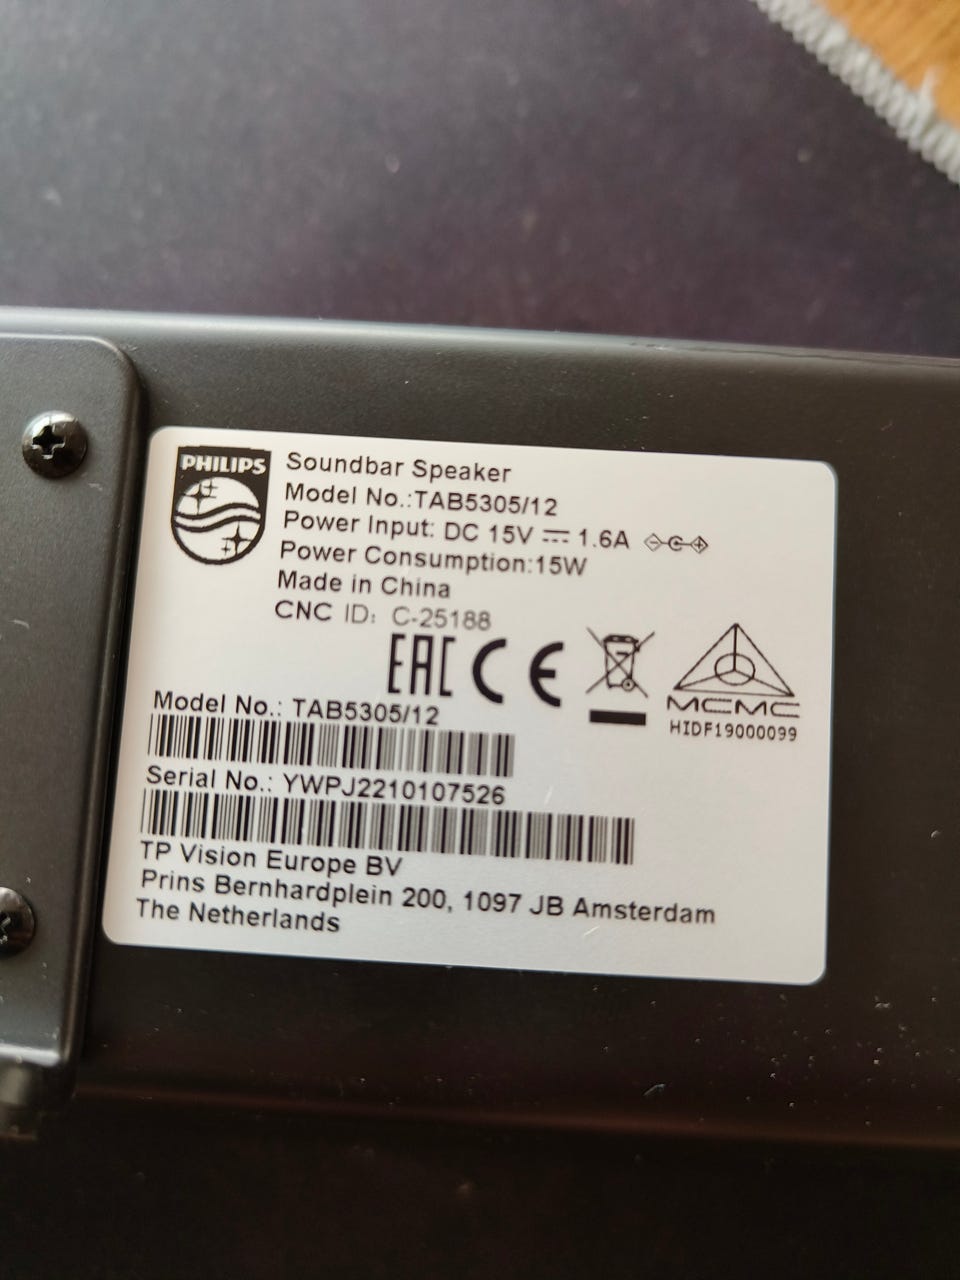 PHILIPS
Soundbar Speaker
Model No.:TAB5305/12
Power Input: DC 15V ⎓ 1.6A
Power Consumption:15W
Made in China
CNC ID: C-25188
EAC CE
MCMC
HIDF19000099
Model No.: TAB5305/12
Serial No.: YWPJ2210107526
TP Vision Europe BV
Prins Bernhardplein 200, 1097 JB Amsterdam
The Netherlands